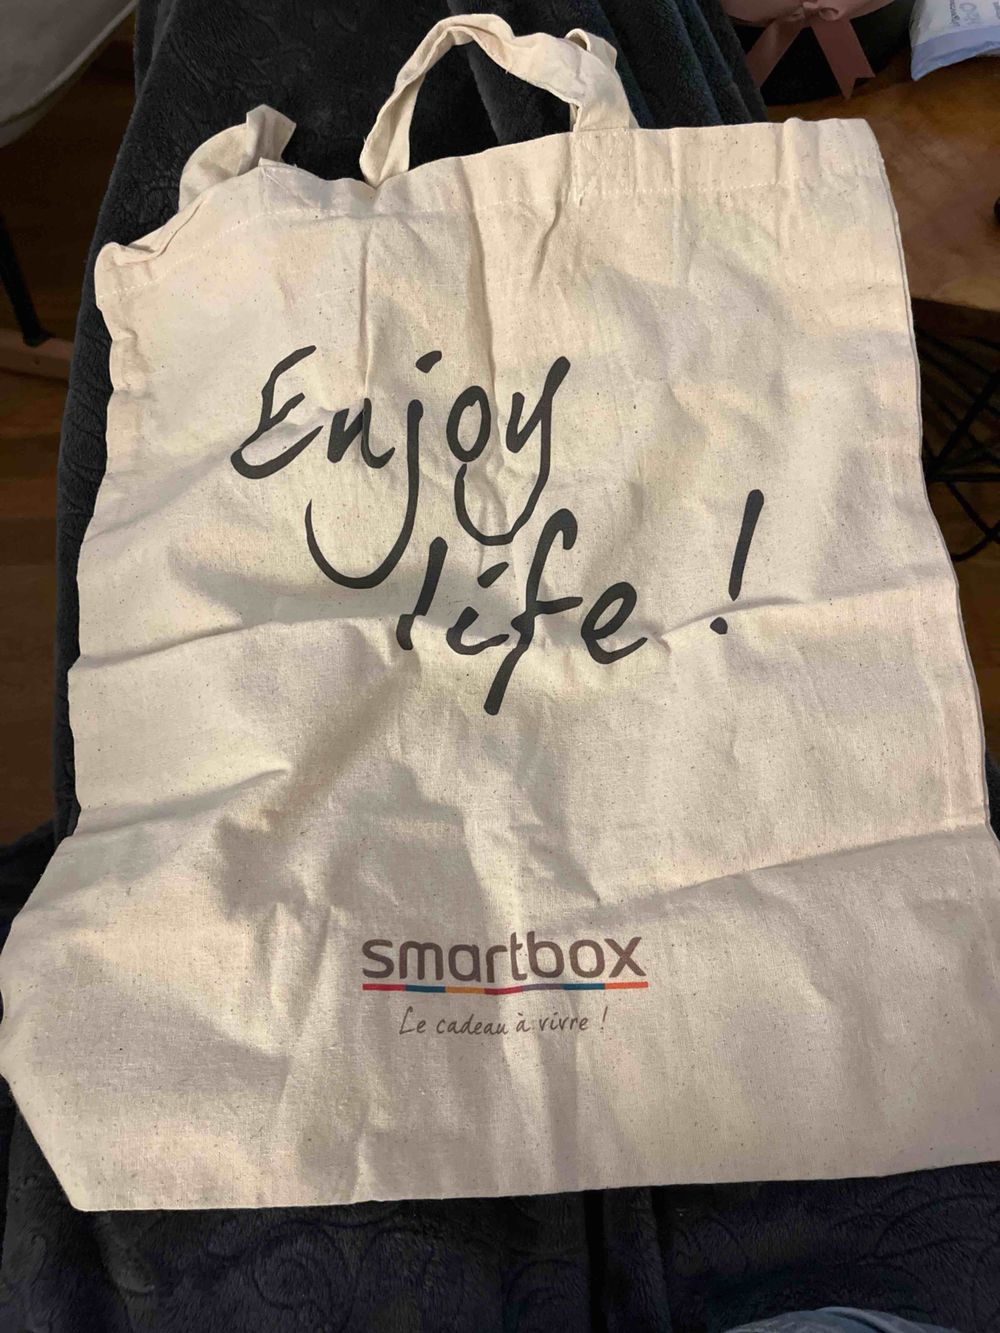 Enjoy
life !
smartbox
Le cadeau à vivre !